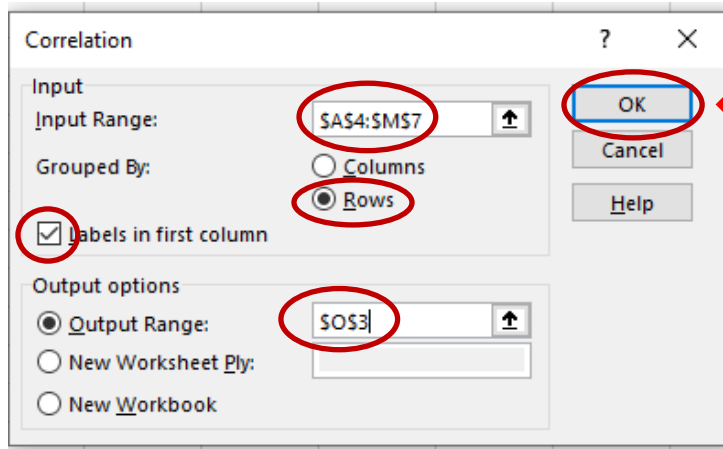 Correlation ? ×
Input
Input Range: $A$4:$M$7
OK
Grouped By: Columns
Cancel
Rows
Help
Labels in first column
Output options
Output Range: $O$3
New Worksheet Ply:
New Workbook